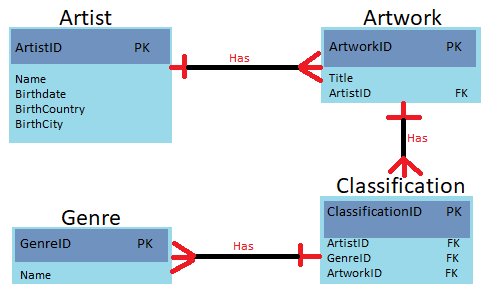 Artist
ArtistID PK
Name
Birthdate
BirthCountry
BirthCity
Has
Artwork
ArtworkID PK
Title
ArtistID FK
Has
Classification
ClassificationID PK
ArtistID FK
GenreID FK
ArtworkID FK
Genre
GenreID PK
Name
Has